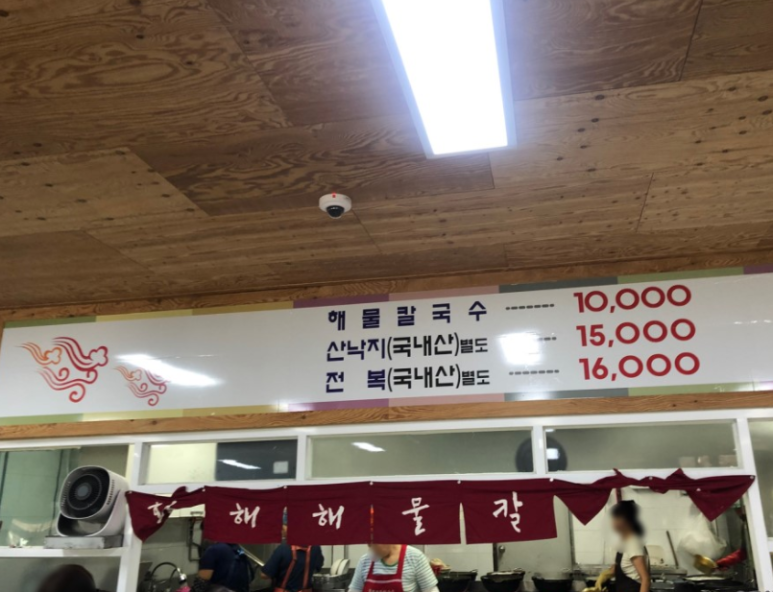 해물칼국수 ------- 10,000
산낙지(국내산)별도 ------- 15,000
전 복(국내산)별도 ------- 16,000
해 해 물 칼